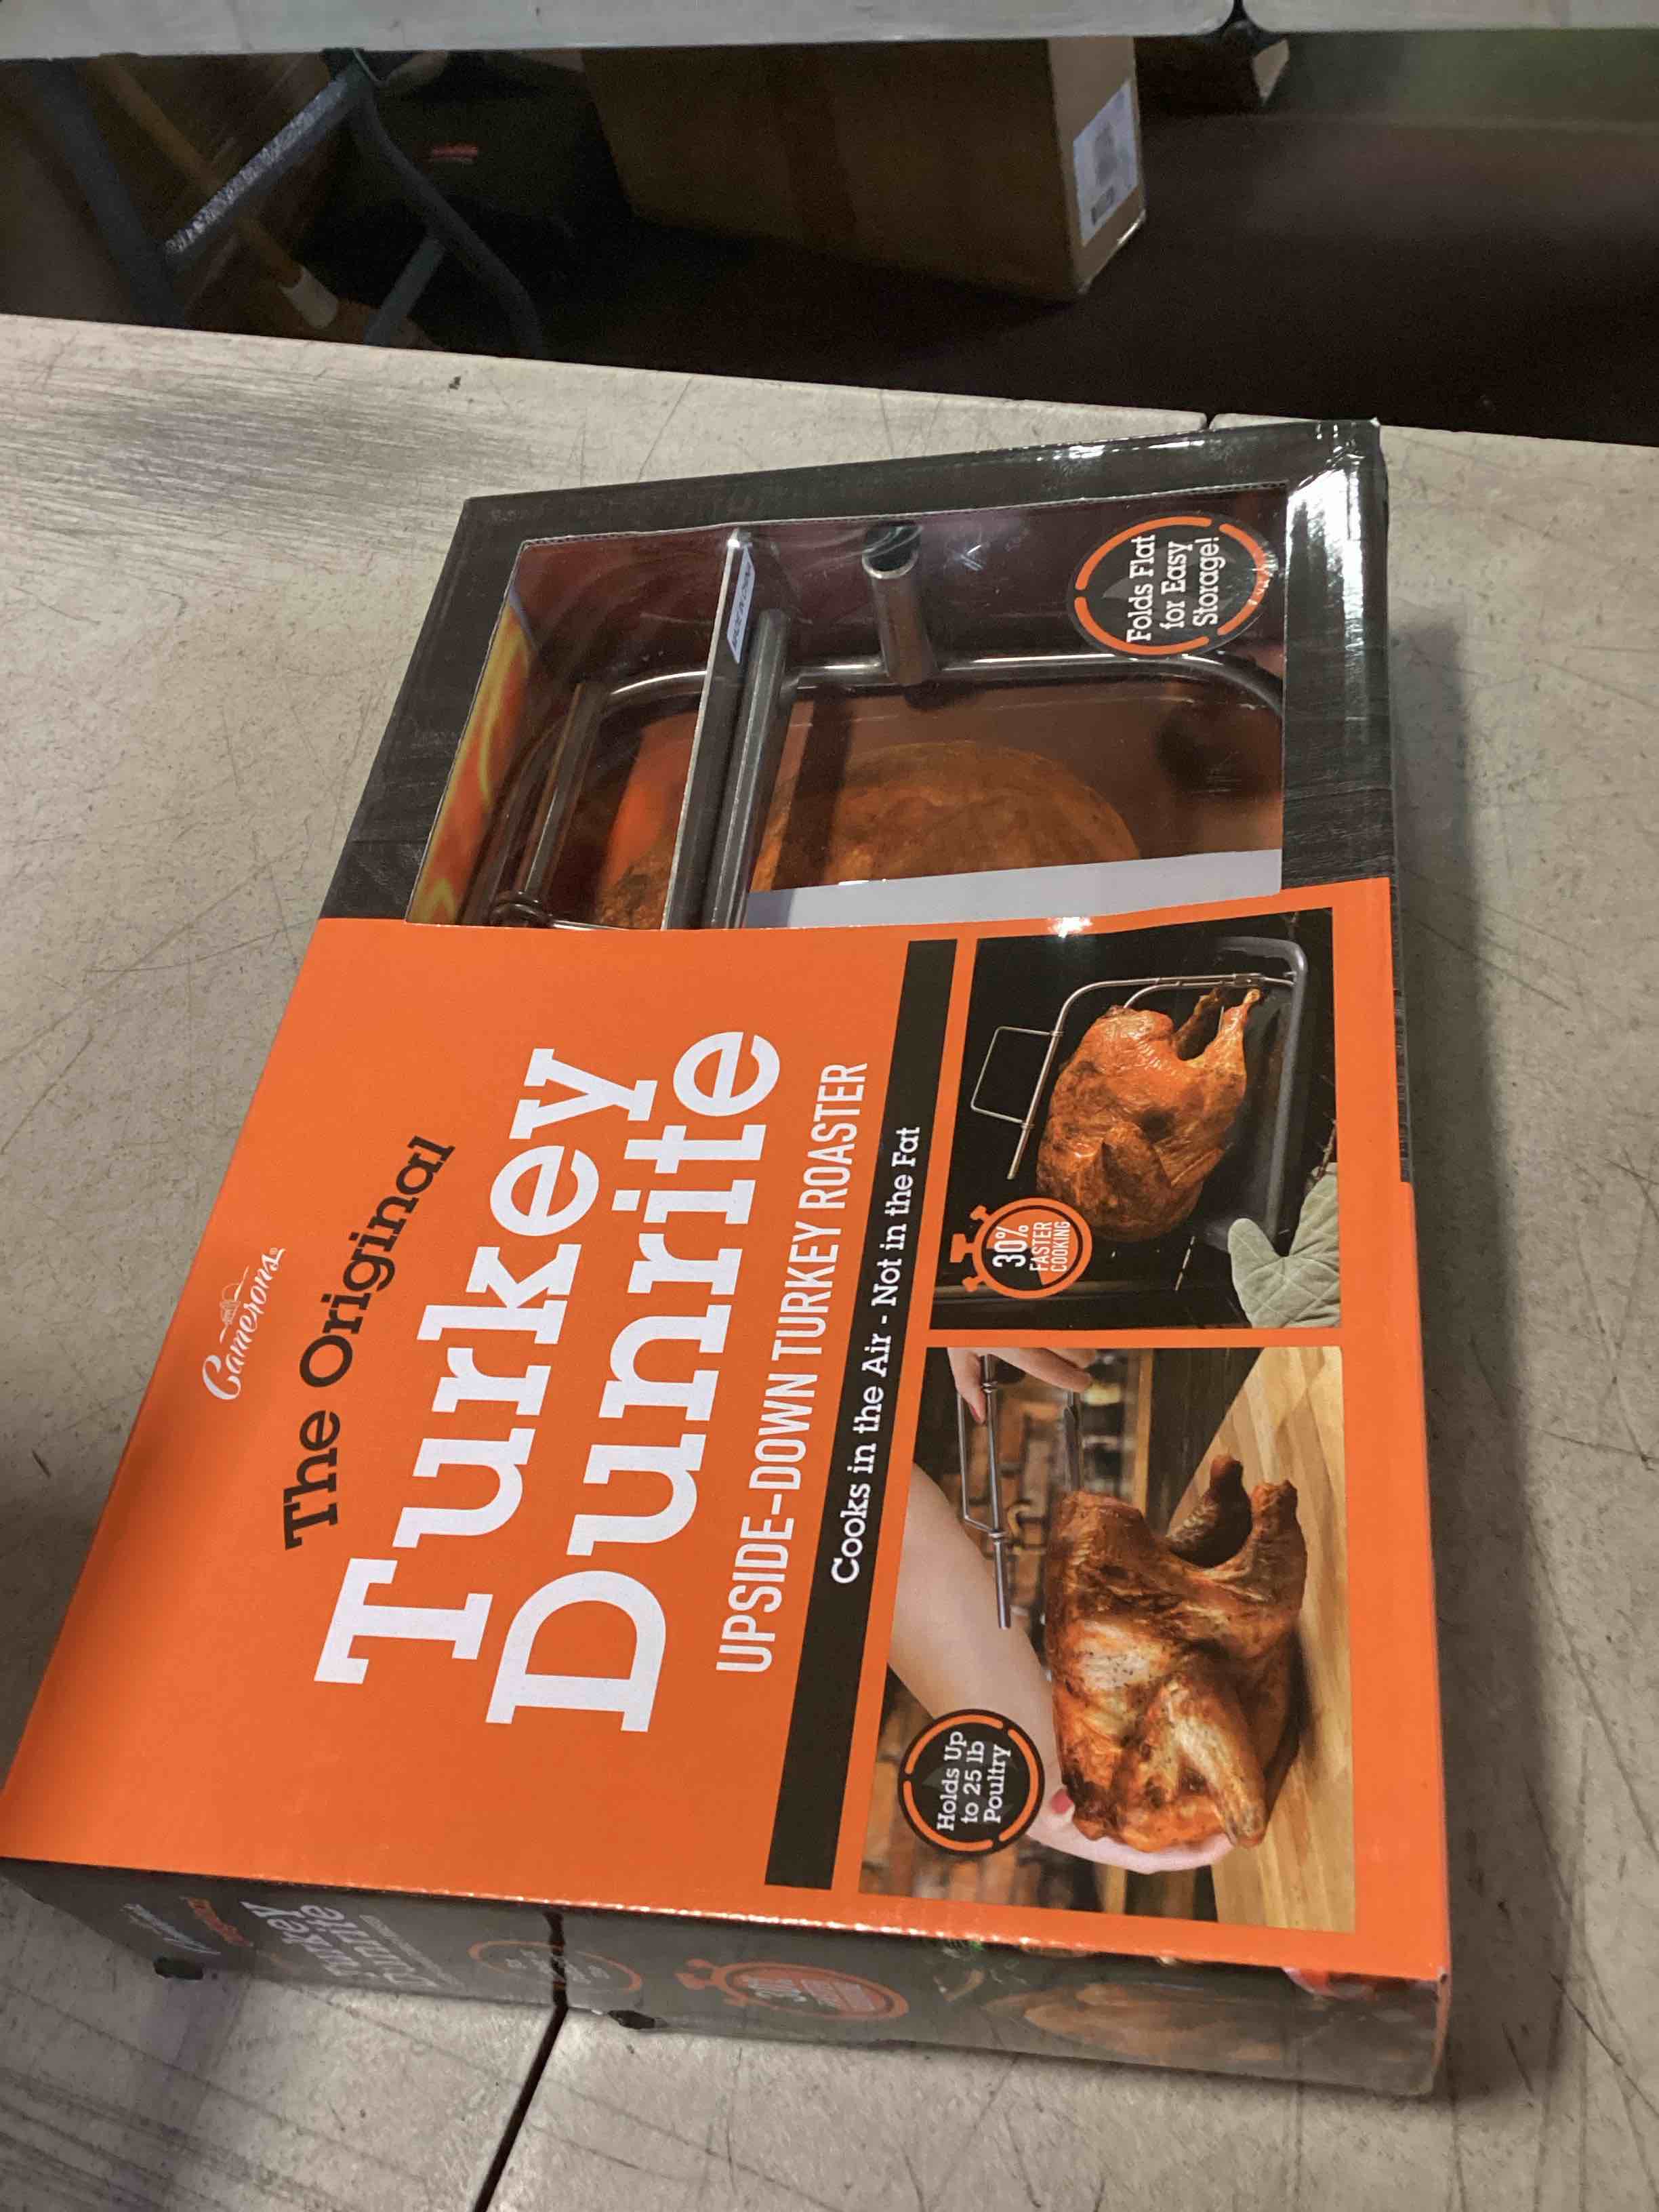 Camerons®
The Original
Turkey
Dunrite
UPSIDE-DOWN TURKEY ROASTER
Cooks in the Air - Not in the Fat
Holds Up
to 25 lb
Poultry
30%
FASTER
COOKING
Folds Flat
for Easy
Storage!
Turkey
Dunrite
30%